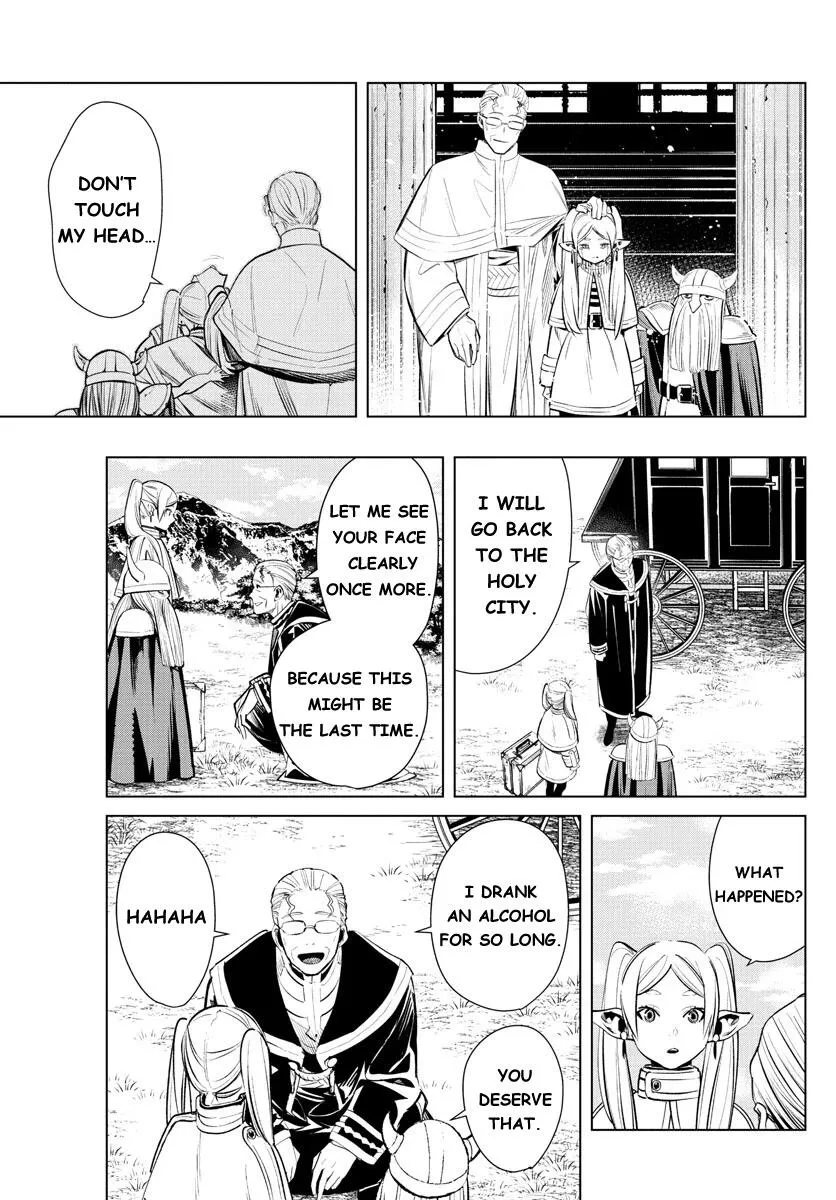 DON'T
TOUCH
MY HEAD...
I WILL
GO BACK
TO THE
HOLY
CITY.
LET ME SEE
YOUR FACE
CLEARLY
ONCE MORE.
BECAUSE THIS
MIGHT BE
THE LAST TIME.
WHAT
HAPPENED?
I DRANK
AN ALCOHOL
FOR SO LONG.
YOU
DESERVE
THAT.
HAHAHA